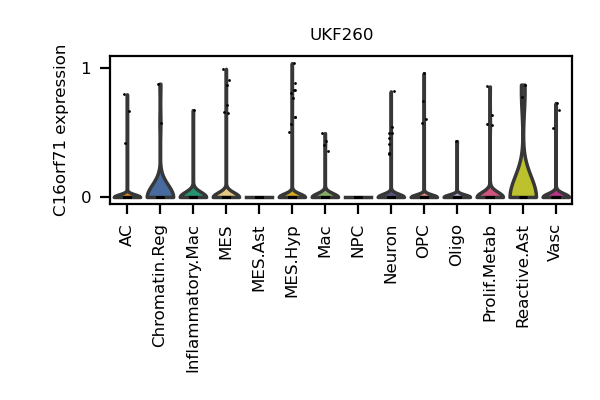 UKF260
C16orf71 expression
1
0
AC
Chromatin.Reg
Inflammatory.Mac
MES
MES.Ast
MES.Hyp
Mac
NPC
Neuron
OPC
Oligo
Prolif.Metab
Reactive.Ast
Vasc